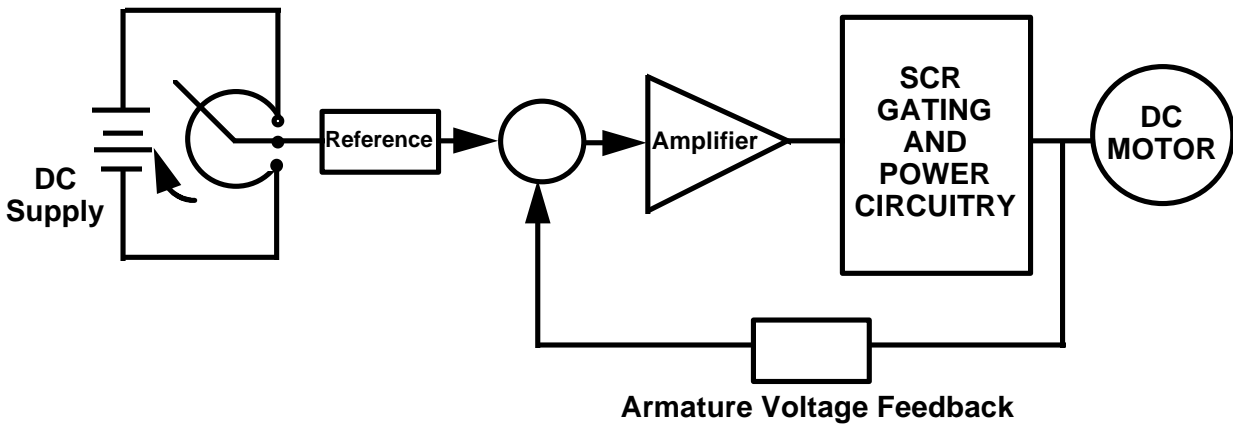 DC
Supply
Reference
Amplifier
SCR
GATING
AND
POWER
CIRCUITRY
DC
MOTOR
Armature Voltage Feedback